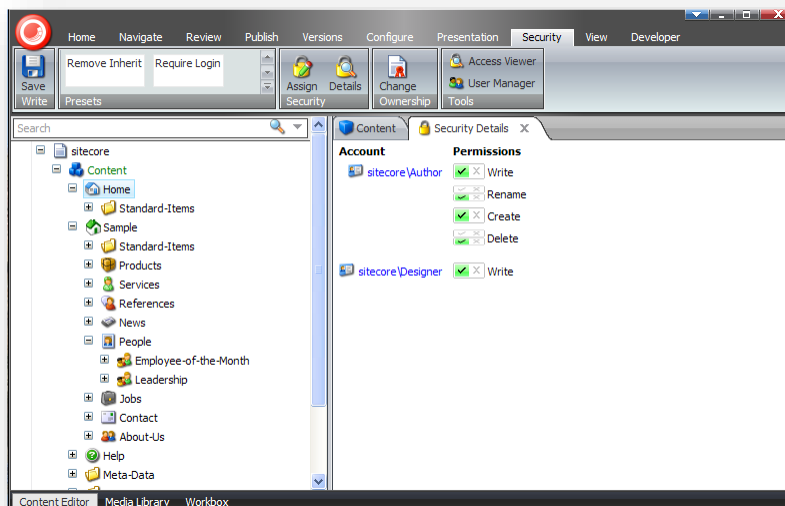 Home Navigate Review Publish Versions Configure Presentation Security View Developer
Remove Inherit Require Login
Access Viewer
User Manager
Save
Assign Details
Change
Write Presets Security Ownership Tools
Search
Content Security Details X
sitecore
Content
Home
Standard-Items
Sample
Standard-Items
Products
Services
References
News
People
Employee-of-the-Month
Leadership
Jobs
Contact
About-Us
Help
Meta-Data
Account Permissions
sitecore\Author Write
Rename
Create
Delete
sitecore\Designer Write
Content Editor Media Library Workbox